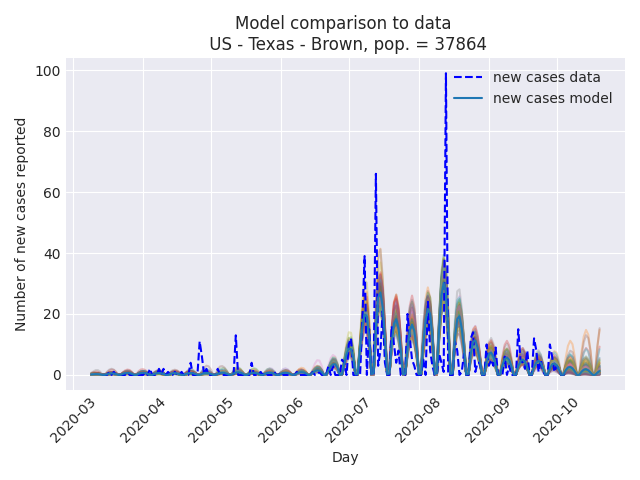 Model comparison to data
US - Texas - Brown, pop. = 37864
new cases data
new cases model
Number of new cases reported
100
80
60
40
20
0
2020-03
2020-04
2020-05
2020-06
2020-07
2020-08
2020-09
2020-10
Day